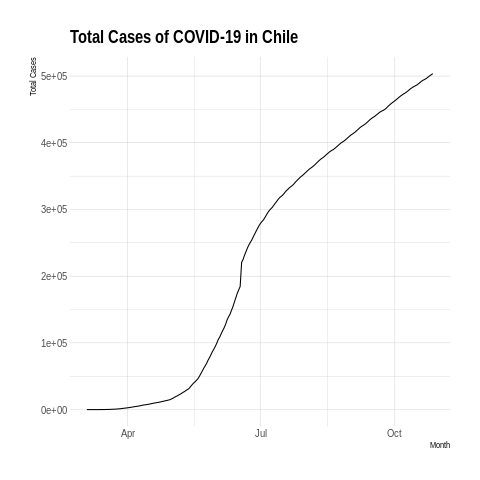 Total Cases of COVID-19 in Chile
Total Cases
5e+05
4e+05
3e+05
2e+05
1e+05
0e+00
Apr Jul Oct
Month